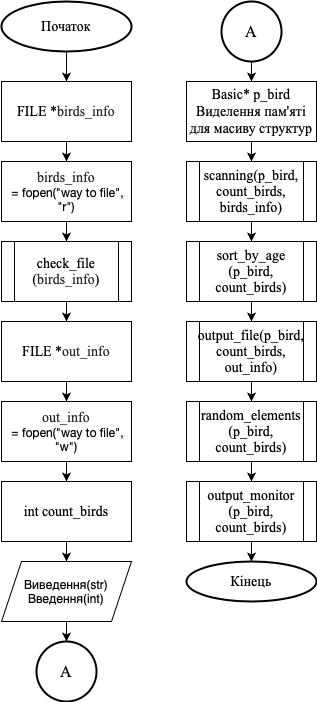 Початок
FILE *birds_info
birds_info
= fopen("way to file",
"r")
check_file
(birds_info)
FILE *out_info
out_info
= fopen("way to file",
"w")
int count_birds
Виведення(str)
Введення(int)
A
A
Basic* p_bird
Виделення пам'яті
для масиву структур
scanning(p_bird,
count_birds,
birds_info)
sort_by_age
(p_bird,
count_birds)
output_file(p_bird,
count_birds,
out_info)
random_elements
(p_bird,
count_birds)
output_monitor
(p_bird,
count_birds)
Кінець